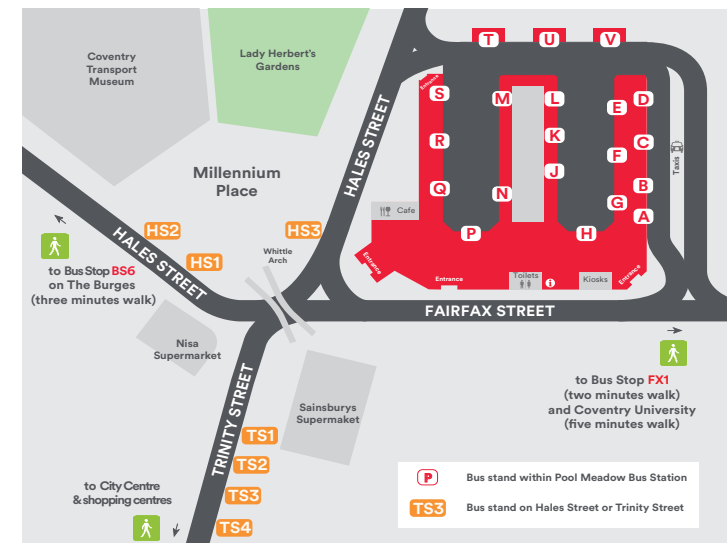 T
U
V
Coventry
Transport
Museum
Lady Herbert's
Gardens
Entrance
S
M
L
D
E
R
K
C
F
Taxis
J
Q
N
B
G
A
P
H
HALES STREET
Millennium
Place
Cafe
HS2
HS3
HS1
HALES STREET
Whittle
Arch
Entrance
Entrance
Toilets
i
Kiosks
Entrance
to Bus Stop BS6
on The Burges
(three minutes walk)
FAIRFAX STREET
Nisa
Supermarket
to Bus Stop FX1
(two minutes walk)
and Coventry University
(five minutes walk)
TRINITY STREET
Sainsburys
Supermaket
TS1
TS2
TS3
TS4
to City Centre
& shopping centres
P
Bus stand within Pool Meadow Bus Station
TS3
Bus stand on Hales Street or Trinity Street